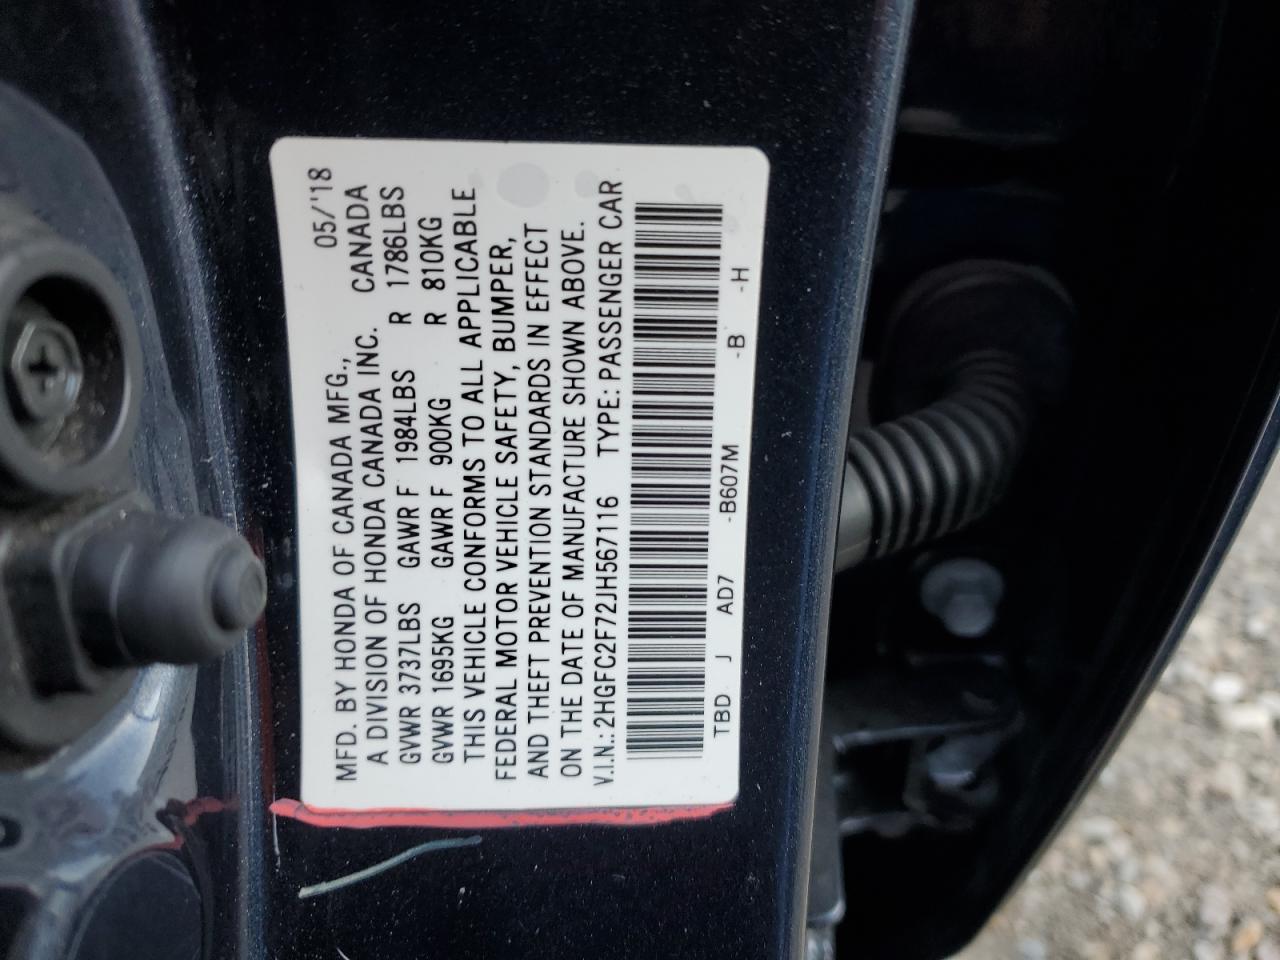 05/'18
MFD. BY HONDA OF CANADA MFG.,
A DIVISION OF HONDA CANADA INC. CANADA
GVWR 3737LBS GAWR F 1984LBS R 1786LBS
GVWR 1695KG GAWR F 900KG R 810KG
THIS VEHICLE CONFORMS TO ALL APPLICABLE
FEDERAL MOTOR VEHICLE SAFETY, BUMPER,
AND THEFT PREVENTION STANDARDS IN EFFECT
ON THE DATE OF MANUFACTURE SHOWN ABOVE.
V.I.N.: 2HGFC2F72JH567116 TYPE: PASSENGER CAR
TBD J AD7 -B607M -B -H